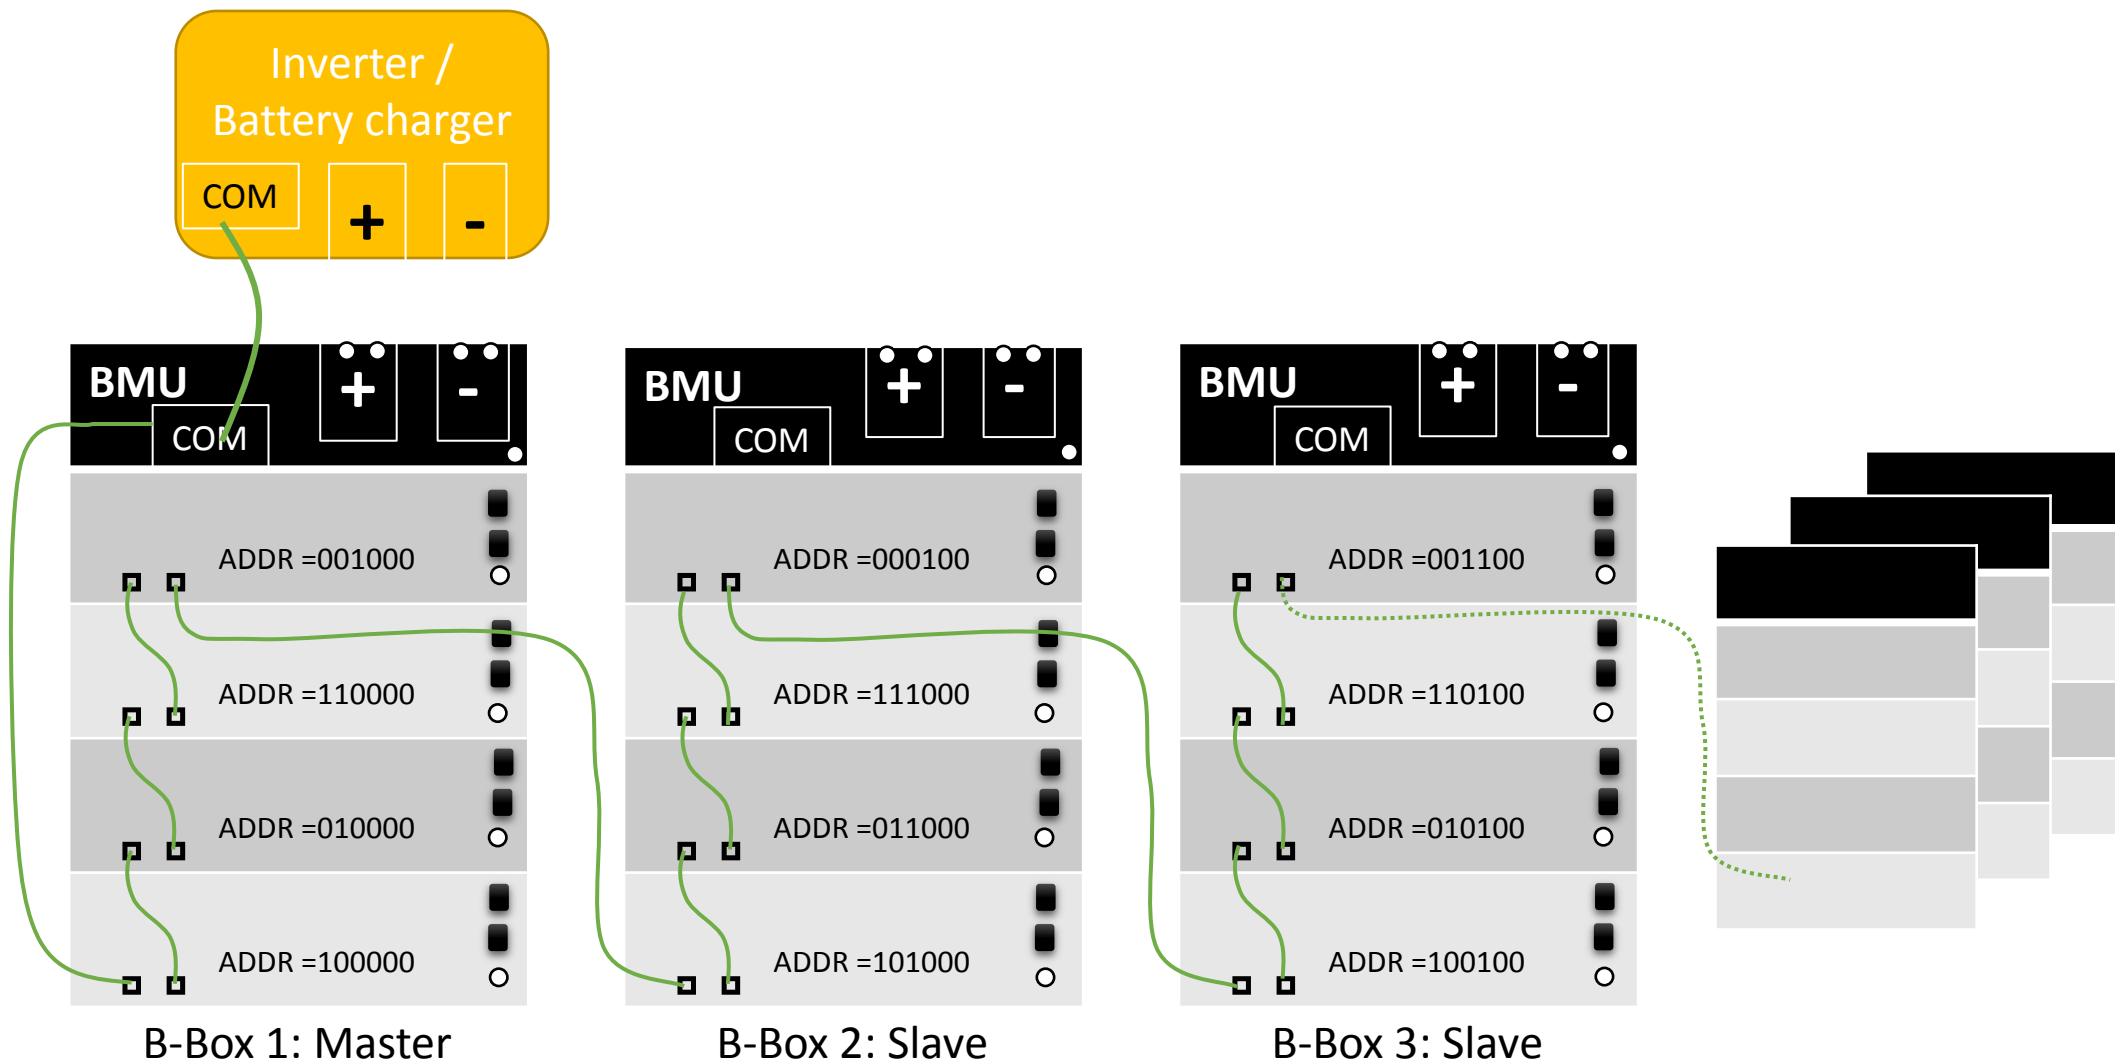 Inverter /
Battery charger
COM
+
-
BMU
+
-
COM
ADDR =001000
ADDR =110000
ADDR =010000
ADDR =100000
B-Box 1: Master
BMU
+
-
COM
ADDR =000100
ADDR =111000
ADDR =011000
ADDR =101000
B-Box 2: Slave
BMU
+
-
COM
ADDR =001100
ADDR =110100
ADDR =010100
ADDR =100100
B-Box 3: Slave